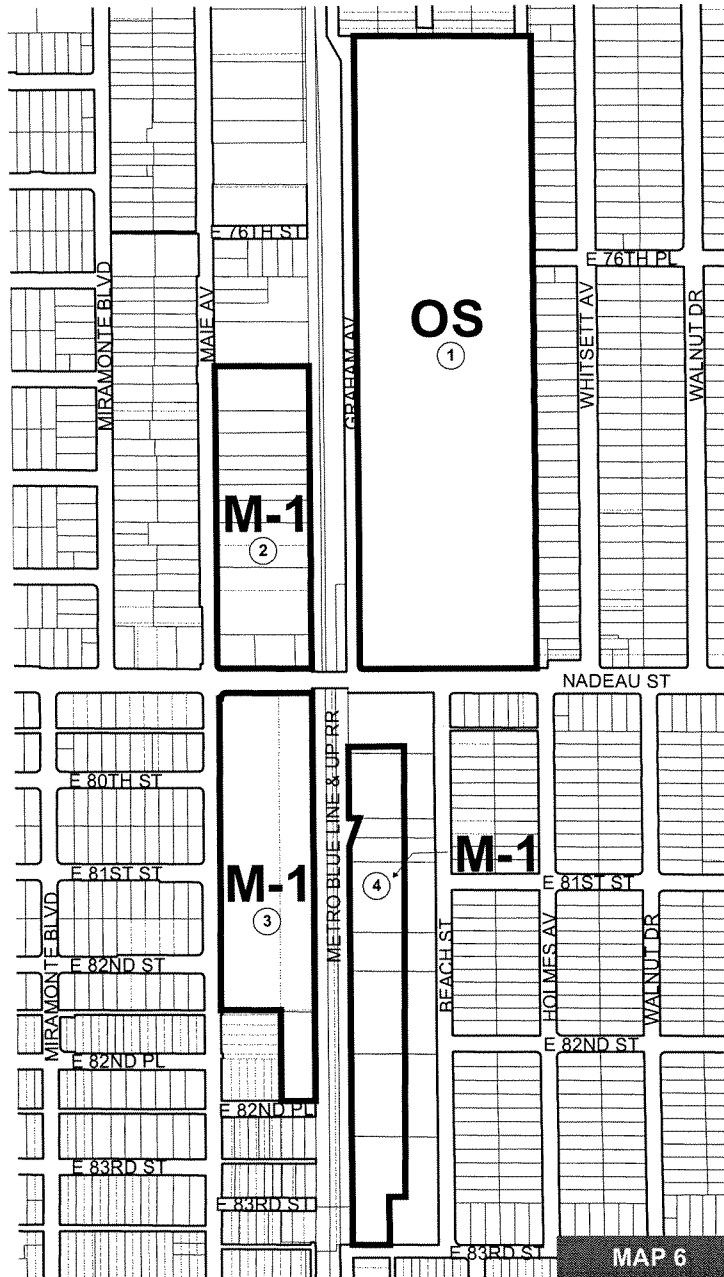 E 76TH ST
E 76TH PL
MIRAMONTE BLVD
MAIE AV
GRAHAM AV
OS
1
WHITSETT AV
WALNUT DR
M-1
2
NADEAU ST
E 80TH ST
METRO BLUE LINE & UP RR
M-1
E 81ST ST
M-1
4
E 81ST ST
3
MIRAMONTE BLVD
BEACH ST
HOLMES AV
WALNUT DR
E 82ND ST
E 82ND ST
E 82ND PL
E 82ND PL
E 83RD ST
E 83RD ST
E 83RD ST
MAP 6